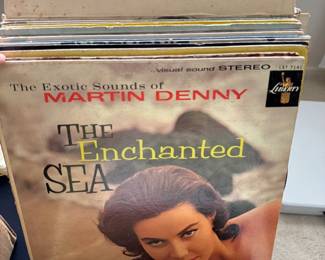 ...visual sound STEREO
The Exotic Sounds of
MARTIN DENNY
LIBERTY
THE
Enchanted
SEA